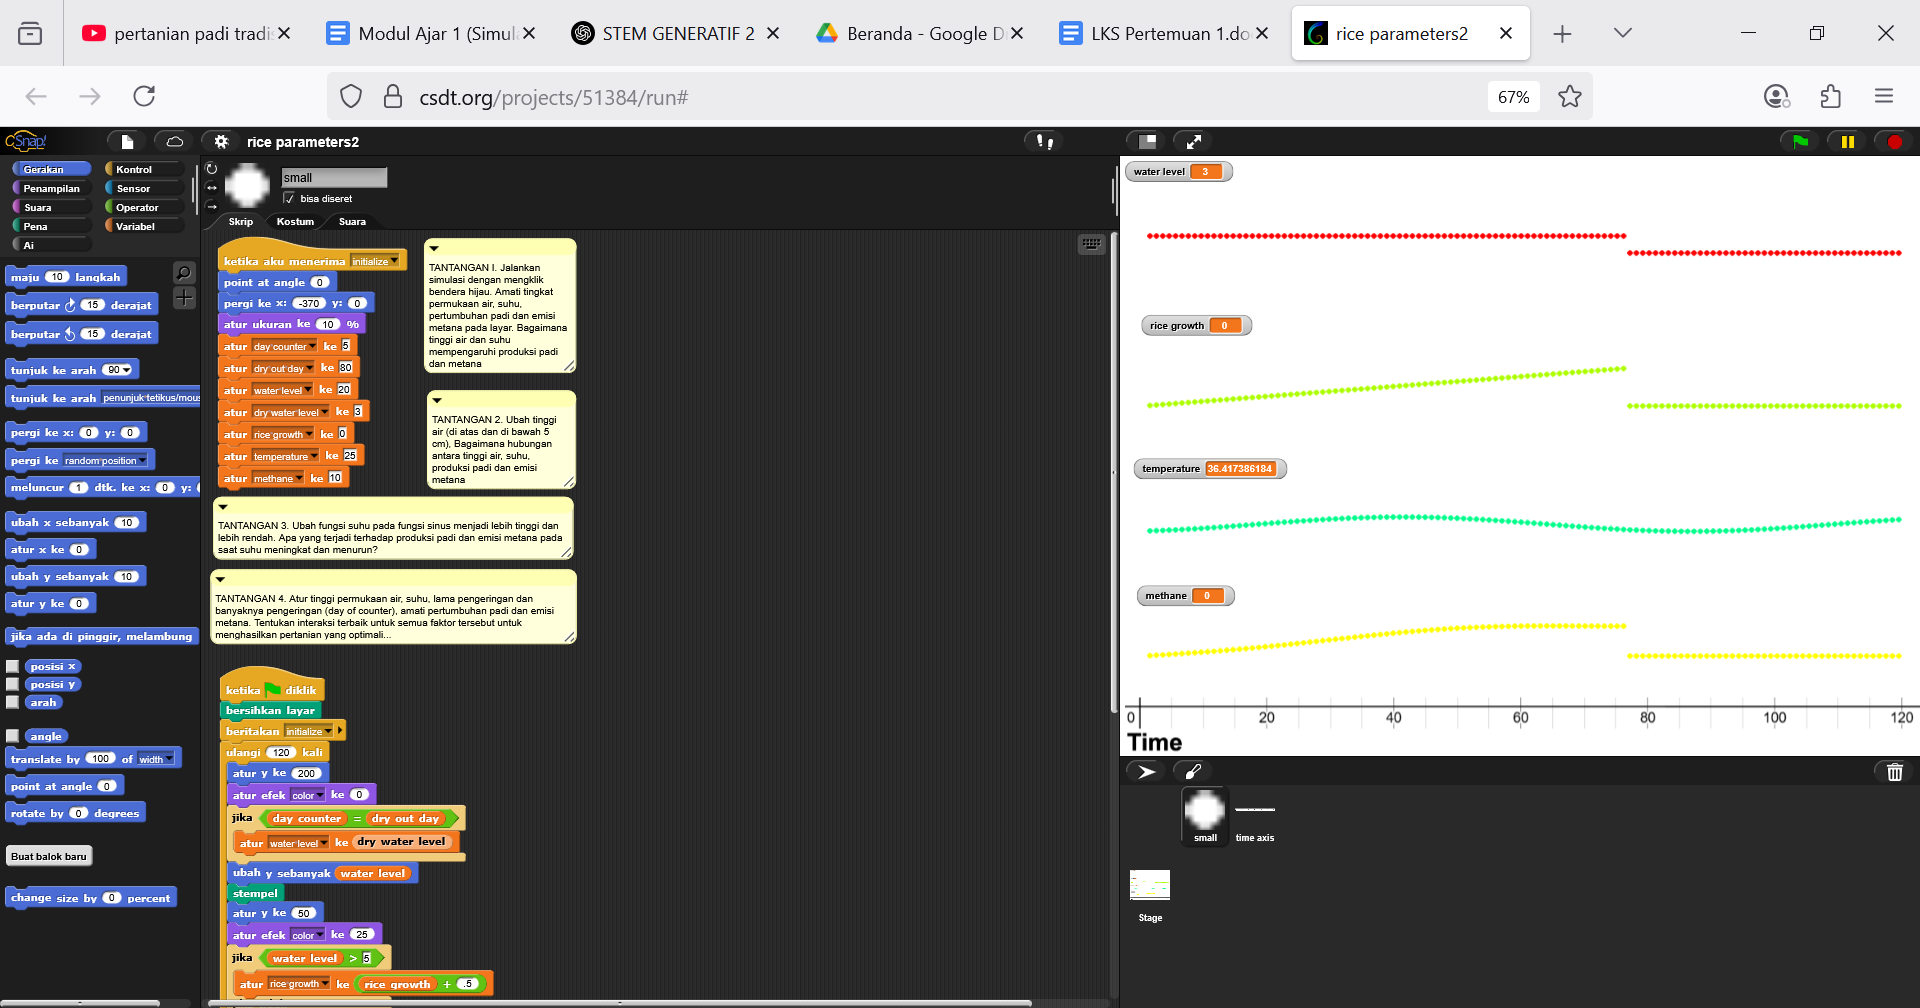 pertanian padi tradi
Modul Ajar 1 (Simul
STEM GENERATIF 2
Beranda - Google D
LKS Pertemuan 1.do
rice parameters2
csdt.org/projects/51384/run#
67%
CSnap!
rice parameters2
Gerakan
Kontrol
Penampilan
Sensor
Suara
Operator
Pena
Variabel
Ai
maju 10 langkah
berputar 15 derajat
berputar 15 derajat
tunjuk ke arah 90
tunjuk ke arah penunjuk tetikus/mous
pergi ke x: 0 y: 0
pergi ke random position
meluncur 1 dtk. ke x: 0 y:
ubah x sebanyak 10
atur x ke 0
ubah y sebanyak 10
atur y ke 0
jika ada di pinggir, melambung
posisi x
posisi y
arah
angle
translate by 100 of width
point at angle 0
rotate by 0 degrees
Buat balok baru
change size by 0 percent
small
bisa diseret
Skrip Kostum Suara
ketika aku menerima initialize
point at angle 0
pergi ke x: -370 y: 0
atur ukuran ke 10 %
atur day counter ke 5
atur dry out day ke 80
atur water level ke 20
atur dry water level ke 3
atur rice growth ke 0
atur temperature ke 25
atur methane ke 10
TANTANGAN I. Jalankan
simulasi dengan mengklik
bendera hijau. Amati tingkat
permukaan air, suhu,
pertumbuhan padi dan emisi
metana pada layar. Bagaimana
tinggi air dan suhu
mempengaruhi produksi padi
dan metana
TANTANGAN 2. Ubah tinggi
air (di atas dan di bawah 5
cm), Bagaimana hubungan
antara tinggi air, suhu,
produksi padi dan emisi
metana
TANTANGAN 3. Ubah fungsi suhu pada fungsi sinus menjadi lebih tinggi dan
lebih rendah. Apa yang terjadi terhadap produksi padi dan emisi metana pada
saat suhu meningkat dan menurun?
TANTANGAN 4. Atur tinggi permukaan air, suhu, lama pengeringan dan
banyaknya pengeringan (day of counter), amati pertumbuhan padi dan emisi
metana. Tentukan interaksi terbaik untuk semua faktor tersebut untuk
menghasilkan pertanian yang optimali...
ketika diklik
bersihkan layar
beritakan initialize
ulangi 120 kali
atur y ke 200
atur efek color ke 0
jika day counter = dry out day
atur water level ke dry water level
ubah y sebanyak water level
stempel
atur y ke 50
atur efek color ke 25
jika water level > 5
atur rice growth ke rice growth + .5
water level 3
rice growth 0
temperature 36.417386184
methane 0
0 20 40 60 80 100 120
Time
small
time axis
Stage